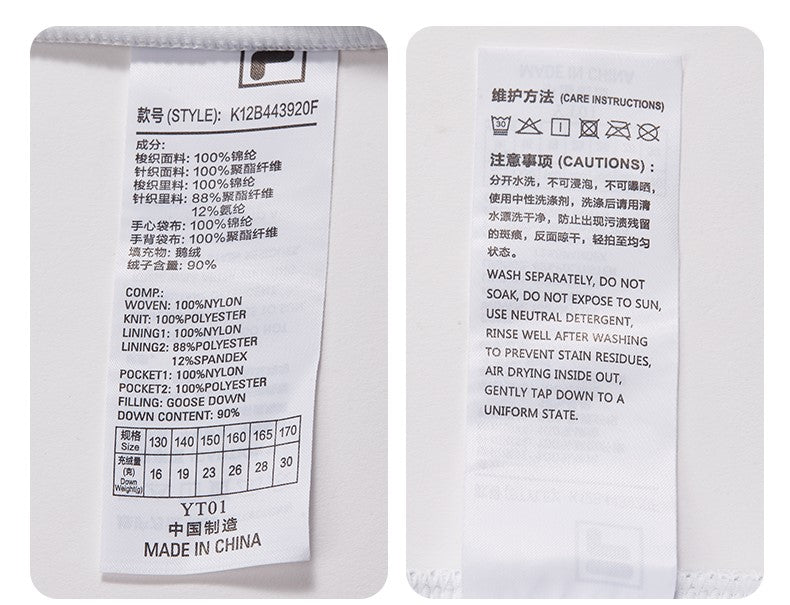 款号(STYLE): K12B443920F
成分:
梭织面料: 100%锦纶
针织面料: 100%聚酯纤维
梭织里料: 100%锦纶
针织里料: 88%聚酯纤维
12%氨纶
手心袋布: 100%锦纶
手背袋布: 100%聚酯纤维
填充物: 鹅绒
绒子含量: 90%
COMP.:
WOVEN: 100%NYLON
KNIT: 100%POLYESTER
LINING1: 100%NYLON
LINING2: 88%POLYESTER
12%SPANDEX
POCKET1: 100%NYLON
POCKET2: 100%POLYESTER
FILLING: GOOSE DOWN
DOWN CONTENT: 90%
规格 Size 130 140 150 160 165 170
充绒量(克) Down Weight(g) 16 19 23 26 28 30
YT01
中国制造
MADE IN CHINA
维护方法 (CARE INSTRUCTIONS)
30
注意事项 (CAUTIONS) :
分开水洗，不可浸泡，不可曝晒，
使用中性洗涤剂，洗涤后请用清
水漂洗干净，防止出现污渍残留
的斑痕，反面晾干，轻拍至均匀
状态。
WASH SEPARATELY, DO NOT
SOAK, DO NOT EXPOSE TO SUN,
USE NEUTRAL DETERGENT,
RINSE WELL AFTER WASHING
TO PREVENT STAIN RESIDUES,
AIR DRYING INSIDE OUT,
GENTLY TAP DOWN TO A
UNIFORM STATE.